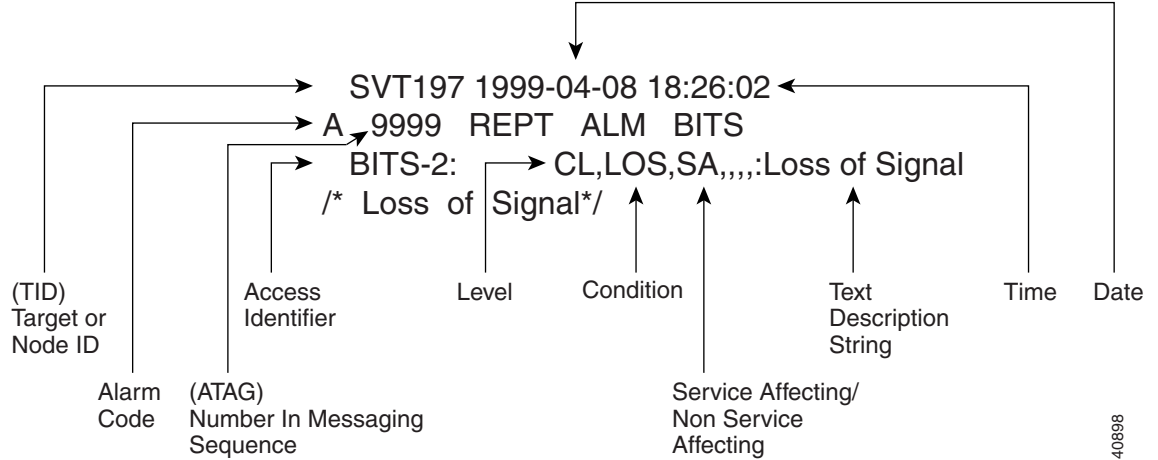 SVT197 1999-04-08 18:26:02
A 9999 REPT ALM BITS
BITS-2: CL,LOS,SA,,,,:Loss of Signal
/* Loss of Signal*/
(TID)
Target or
Node ID
Access
Identifier
Level
Condition
Text
Description
String
Time
Date
Alarm
Code
(ATAG)
Number In Messaging
Sequence
Service Affecting/
Non Service
Affecting
40898